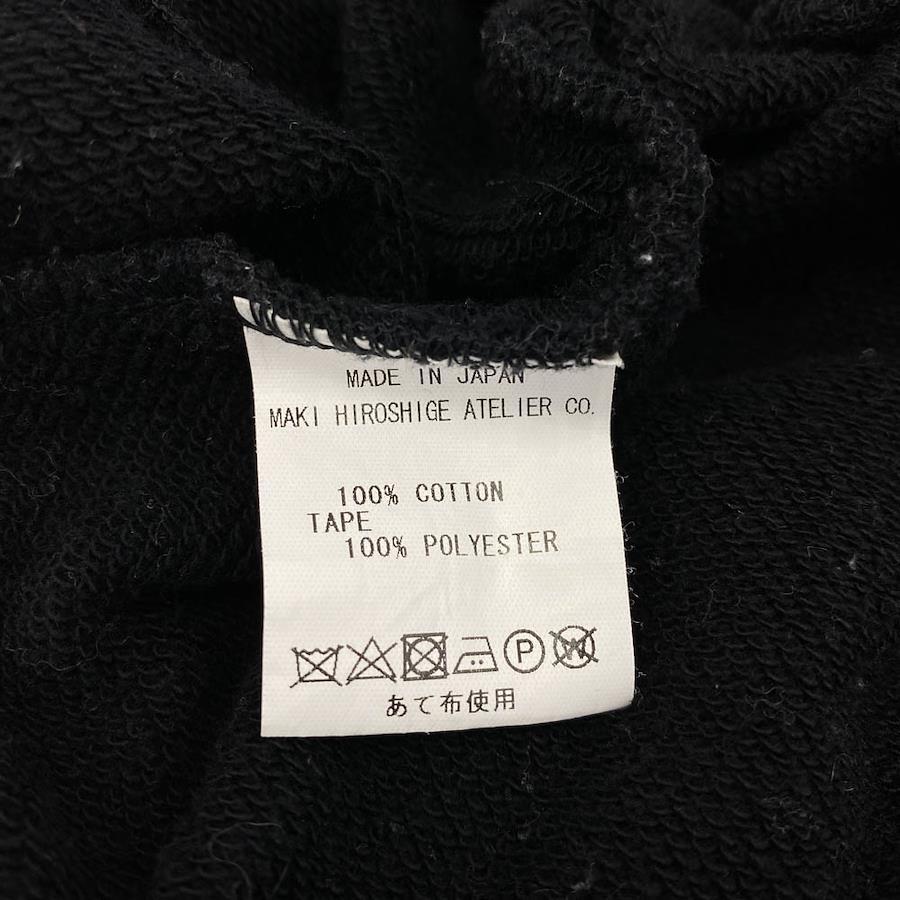 MADE IN JAPAN
MAKI HIROSHIGE ATELIER CO.
100% COTTON
TAPE
100% POLYESTER
P W
あて布使用